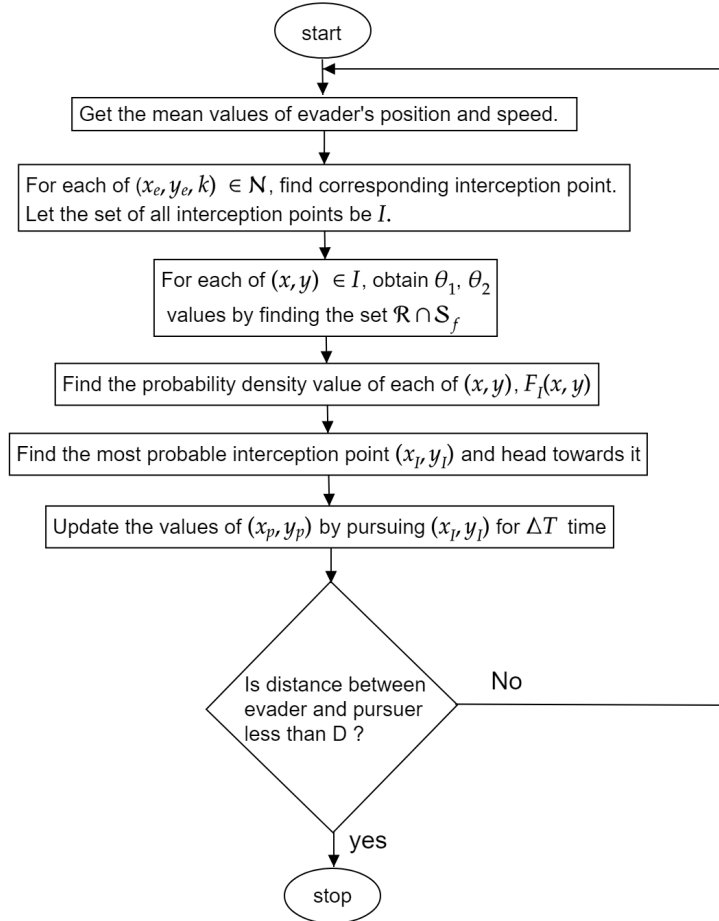 start
Get the mean values of evader's position and speed.
For each of (xₑ, yₑ, k) ∈ N, find corresponding interception point.
Let the set of all interception points be I.
For each of (x, y) ∈ I, obtain θ₁, θ₂
values by finding the set ℛ ∩ 𝒮_f
Find the probability density value of each of (x, y), F_I(x, y)
Find the most probable interception point (x_I, y_I) and head towards it
Update the values of (x_p, y_p) by pursuing (x_I, y_I) for ΔT time
Is distance between
evader and pursuer
less than D ?
No
yes
stop